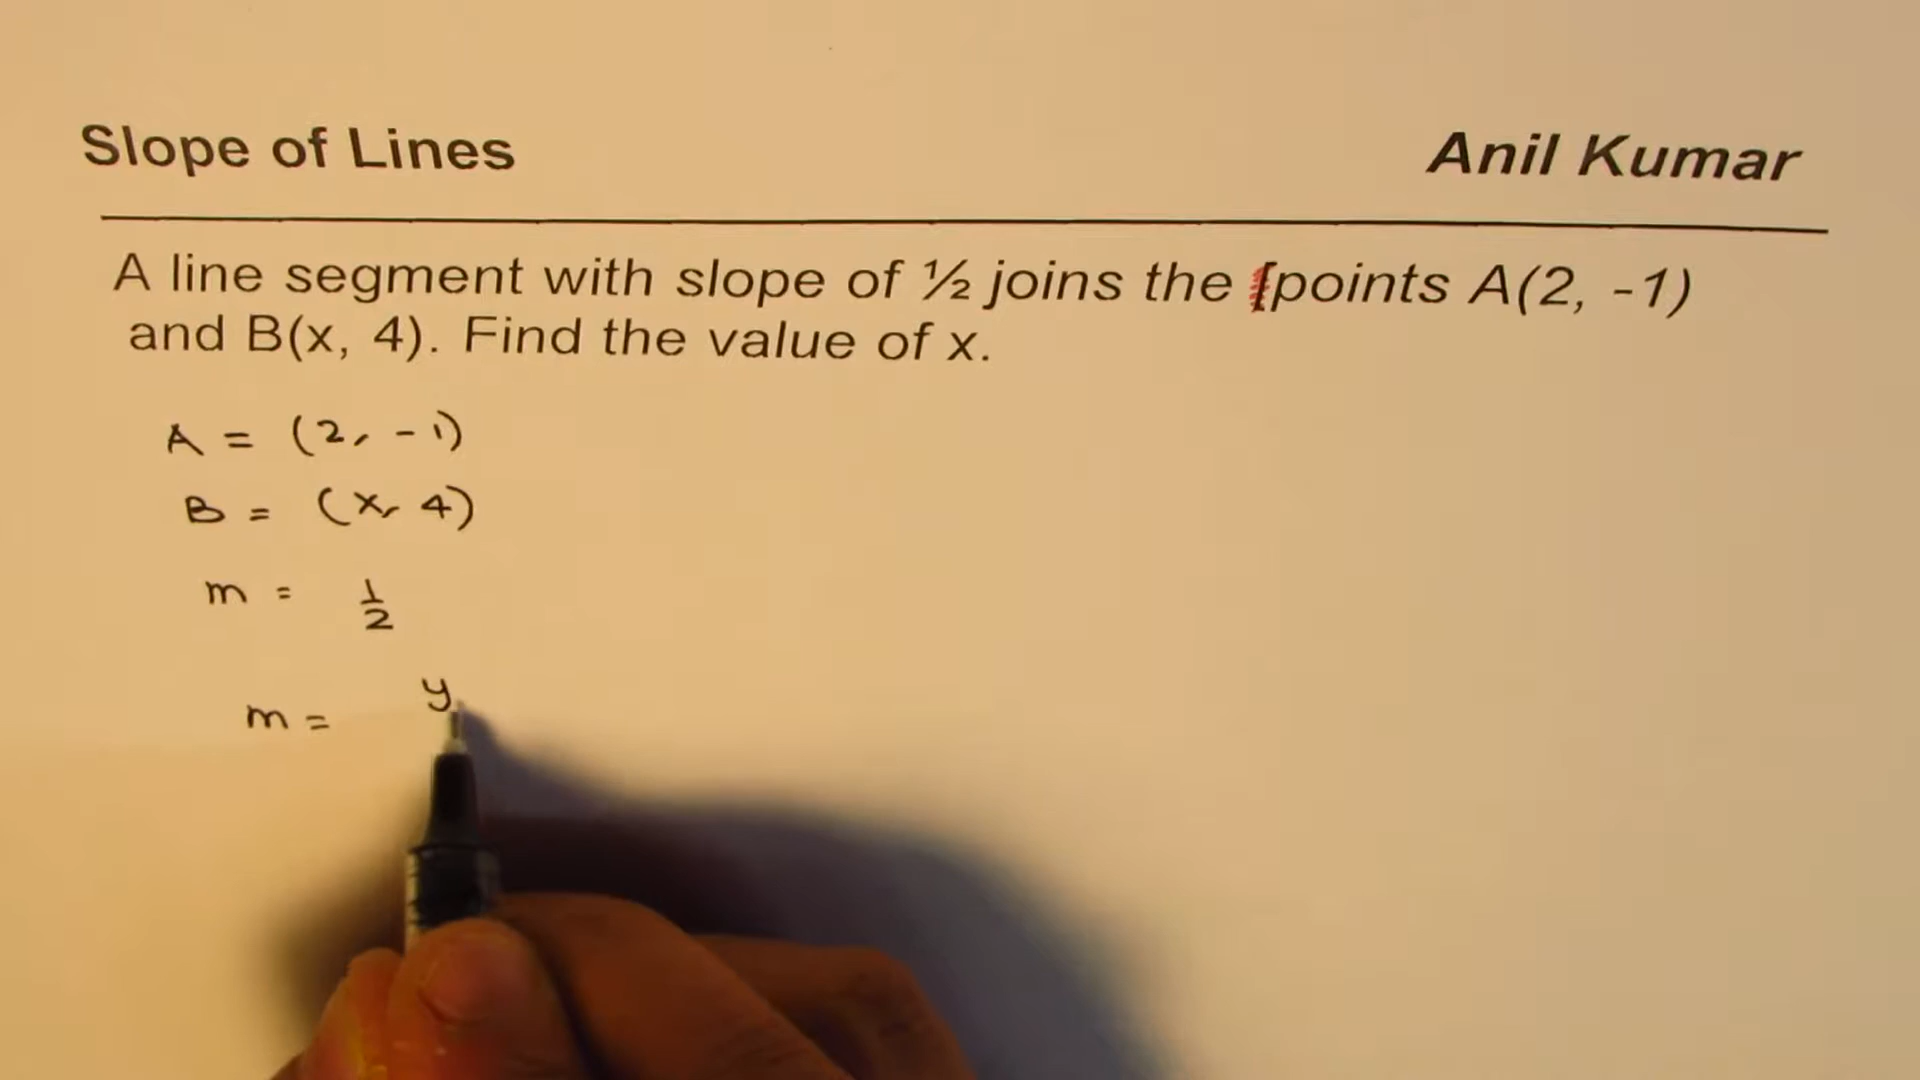 Slope of Lines Anil Kumar
A line segment with slope of ½ joins the [points A(2, -1)
and B(x, 4). Find the value of x.
A = (2, -1)
B = (x, 4)
m = 1/2
m = y